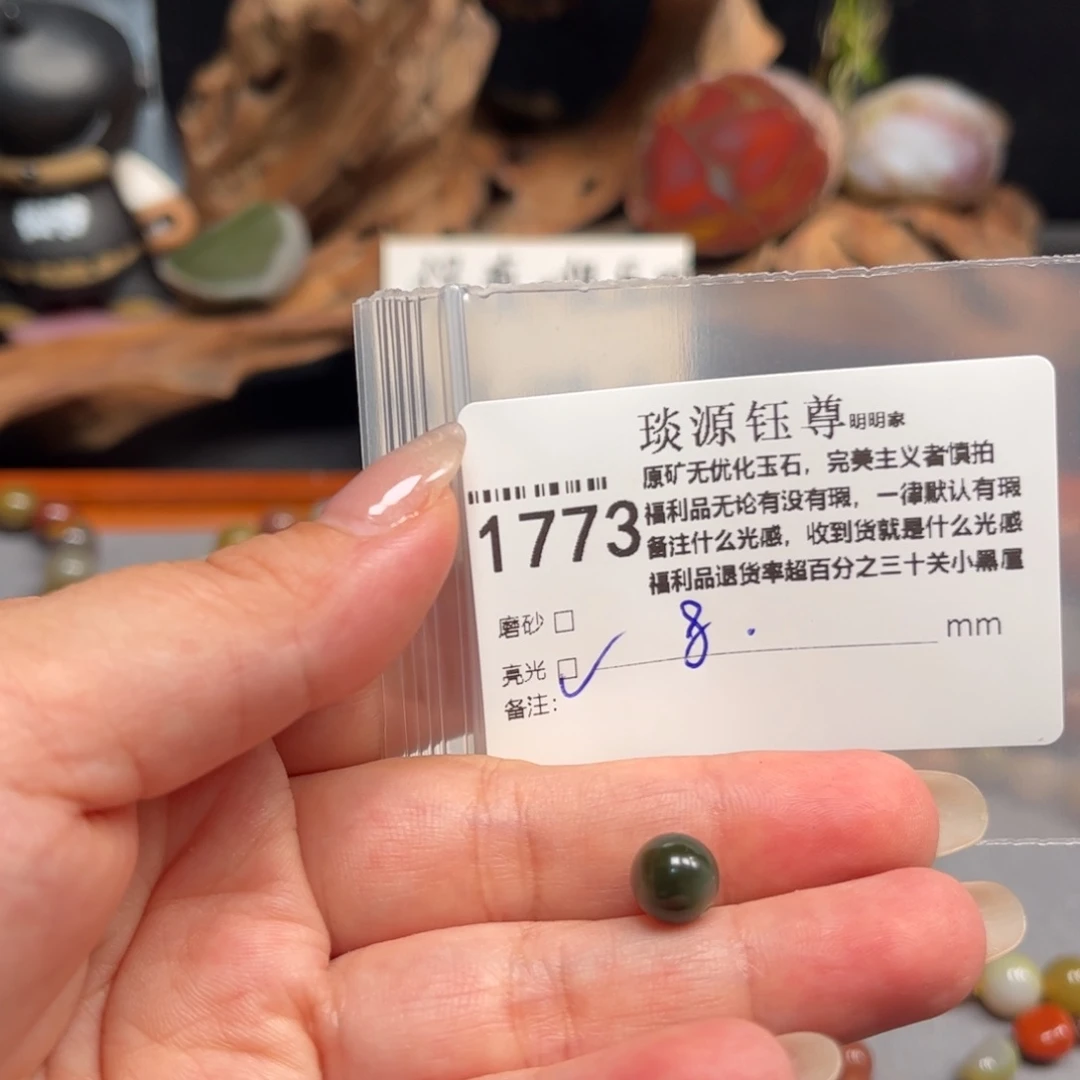 琰源钰尊明明家
原矿无优化玉石，完美主义者慎拍
1773
福利品无论有没有瑕，一律默认有瑕
备注什么光感，收到货就是什么光感
福利品退货率超百分之三十关小黑屋
磨砂□
8. mm
亮光□✓
备注：